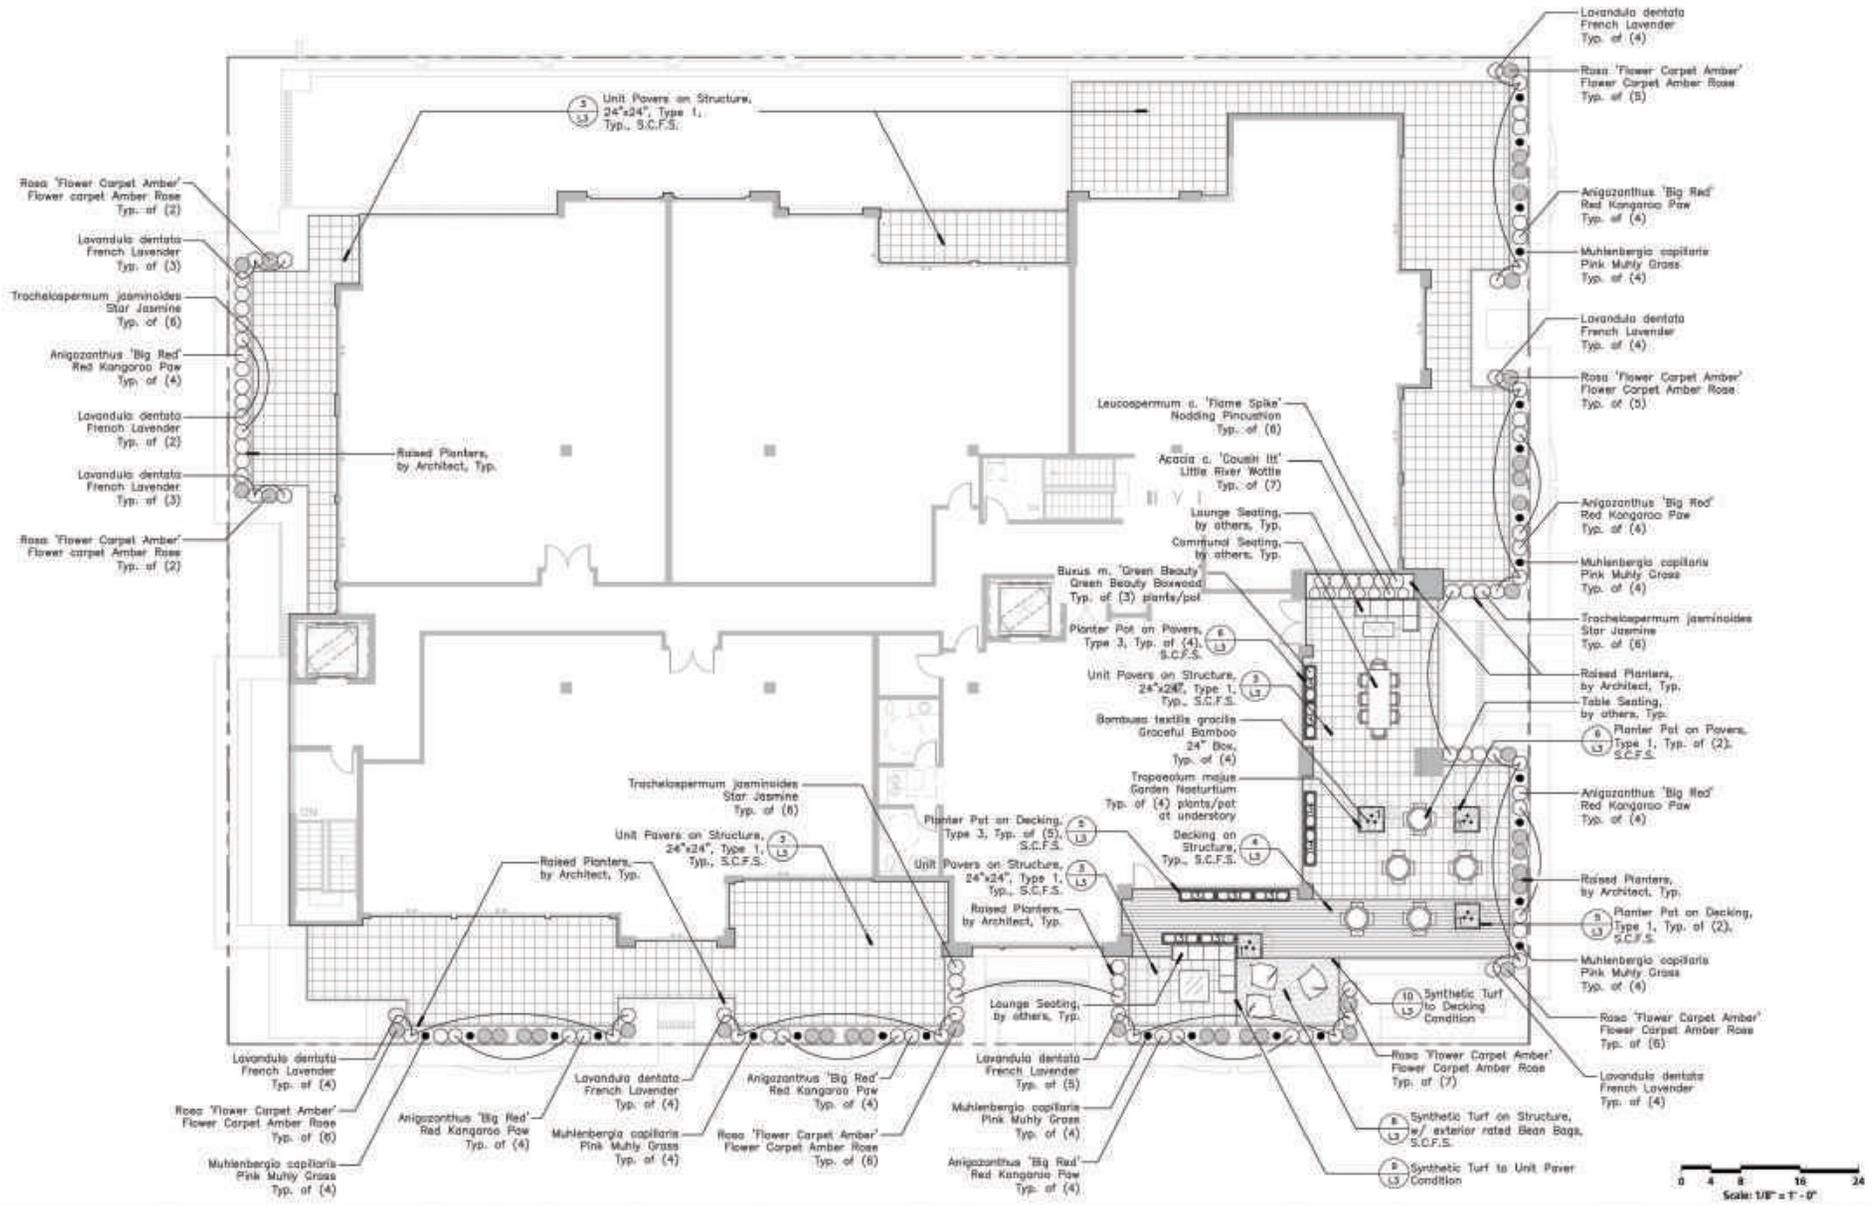 Lavandula dentata
French Lavender
Typ. of (4)
Rosa 'Flower Carpet Amber'
Flower Carpet Amber Rose
Typ. of (5)
3
L3
Unit Pavers on Structure,
24"x24", Type 1,
Typ., S.C.F.S.
Rosa 'Flower Carpet Amber'
Flower carpet Amber Rose
Typ. of (2)
Lavandula dentata
French Lavender
Typ. of (3)
Trachelospermum jasminoides
Star Jasmine
Typ. of (6)
Anigozanthus 'Big Red'
Red Kangaroo Paw
Typ. of (4)
Lavandula dentata
French Lavender
Typ. of (2)
Lavandula dentata
French Lavender
Typ. of (3)
Rosa 'Flower Carpet Amber'
Flower carpet Amber Rose
Typ. of (2)
Raised Planters,
by Architect, Typ.
Anigozanthus 'Big Red'
Red Kangaroo Paw
Typ. of (4)
Muhlenbergia capillaris
Pink Muhly Grass
Typ. of (4)
Lavandula dentata
French Lavender
Typ. of (4)
Rosa 'Flower Carpet Amber'
Flower Carpet Amber Rose
Typ. of (5)
Anigozanthus 'Big Red'
Red Kangaroo Paw
Typ. of (4)
Muhlenbergia capillaris
Pink Muhly Grass
Typ. of (4)
Trachelospermum jasminoides
Star Jasmine
Typ. of (6)
Raised Planters,
by Architect, Typ.
Table Seating,
by others, Typ.
6
L3
Planter Pot on Pavers,
Type 1, Typ. of (2),
S.C.F.S.
Anigozanthus 'Big Red'
Red Kangaroo Paw
Typ. of (4)
Raised Planters,
by Architect, Typ.
5
L3
Planter Pot on Decking,
Type 1, Typ. of (2),
S.C.F.S.
Muhlenbergia capillaris
Pink Muhly Grass
Typ. of (4)
Rosa 'Flower Carpet Amber'
Flower Carpet Amber Rose
Typ. of (6)
Lavandula dentata
French Lavender
Typ. of (4)
Leucospermum c. 'Flame Spike'
Nodding Pincushion
Typ. of (6)
Acacia c. 'Cousin Itt'
Little River Wattle
Typ. of (7)
Lounge Seating,
by others, Typ.
Communal Seating,
by others, Typ.
Buxus m. 'Green Beauty'
Green Beauty Boxwood
Typ. of (3) plants/pot
Planter Pot on Pavers,
Type 3, Typ. of (4),
S.C.F.S.
6
L3
Unit Pavers on Structure,
24"x24", Type 1,
Typ., S.C.F.S.
3
L3
Bambusa textilis gracilis
Graceful Bamboo
24" Box,
Typ. of (4)
Tropaeolum majus
Garden Nasturtium
Typ. of (4) plants/pot
at understory
Decking on
Structure,
Typ., S.C.F.S.
4
L3
Planter Pot on Decking,
Type 3, Typ. of (5),
S.C.F.S.
5
L3
Unit Pavers on Structure,
24"x24", Type 1,
Typ., S.C.F.S.
3
L3
Raised Planters,
by Architect, Typ.
Lounge Seating,
by others, Typ.
Trachelospermum jasminoides
Star Jasmine
Typ. of (6)
Unit Pavers on Structure,
24"x24", Type 1,
Typ., S.C.F.S.
3
L3
Raised Planters,
by Architect, Typ.
DN
Lavandula dentata
French Lavender
Typ. of (4)
Rosa 'Flower Carpet Amber'
Flower Carpet Amber Rose
Typ. of (6)
Muhlenbergia capillaris
Pink Muhly Grass
Typ. of (4)
Anigozanthus 'Big Red'
Red Kangaroo Paw
Typ. of (4)
Lavandula dentata
French Lavender
Typ. of (4)
Muhlenbergia capillaris
Pink Muhly Grass
Typ. of (4)
Anigozanthus 'Big Red'
Red Kangaroo Paw
Typ. of (4)
Rosa 'Flower Carpet Amber'
Flower Carpet Amber Rose
Typ. of (6)
Lavandula dentata
French Lavender
Typ. of (5)
Muhlenbergia capillaris
Pink Muhly Grass
Typ. of (4)
Anigozanthus 'Big Red'
Red Kangaroo Paw
Typ. of (4)
10
L3
Synthetic Turf
to Decking
Condition
Rosa 'Flower Carpet Amber'
Flower Carpet Amber Rose
Typ. of (7)
8
L3
Synthetic Turf on Structure,
w/ exterior rated Bean Bags,
S.C.F.S.
9
L3
Synthetic Turf to Unit Paver
Condition
0 4 8 16 24
Scale: 1/8" = 1' - 0"